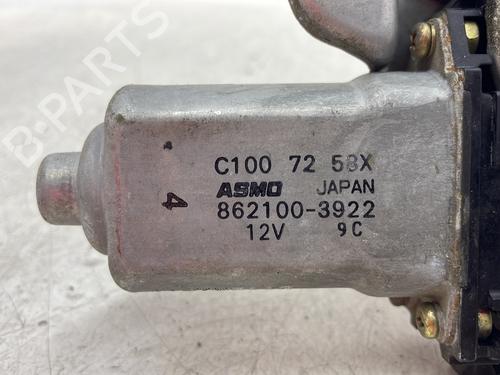 B-PARTS
C100 72 58X
4
ASMO JAPAN
862100-3922
12V 9C